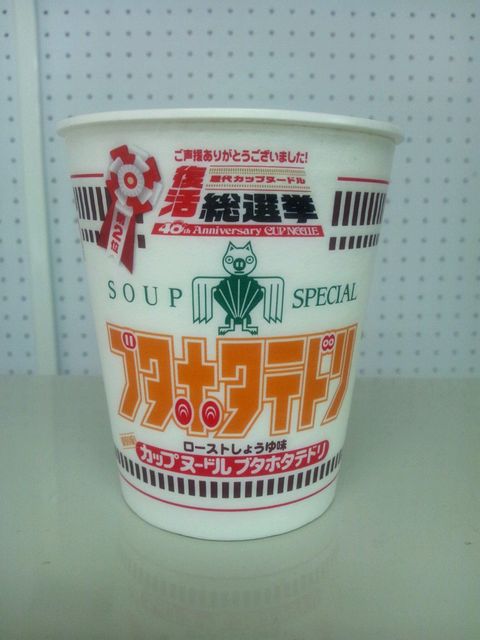 ご声援ありがとうございました!
復活
歴代カップヌードル
総選挙
40th Anniversary CUP NOODLE
第2位
SOUP SPECIAL
ブタホタテドリ
ローストしょうゆ味
カップヌードル ブタホタテドリ